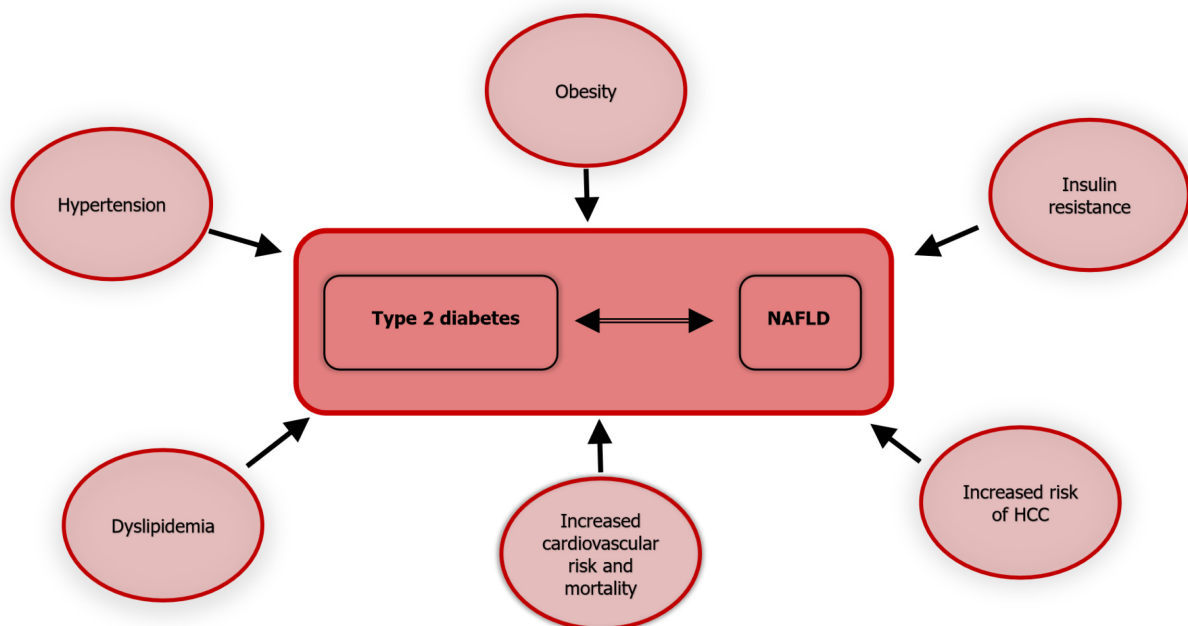 Obesity
Hypertension
Insulin
resistance
Type 2 diabetes
NAFLD
Dyslipidemia
Increased
cardiovascular
risk and
mortality
Increased risk
of HCC